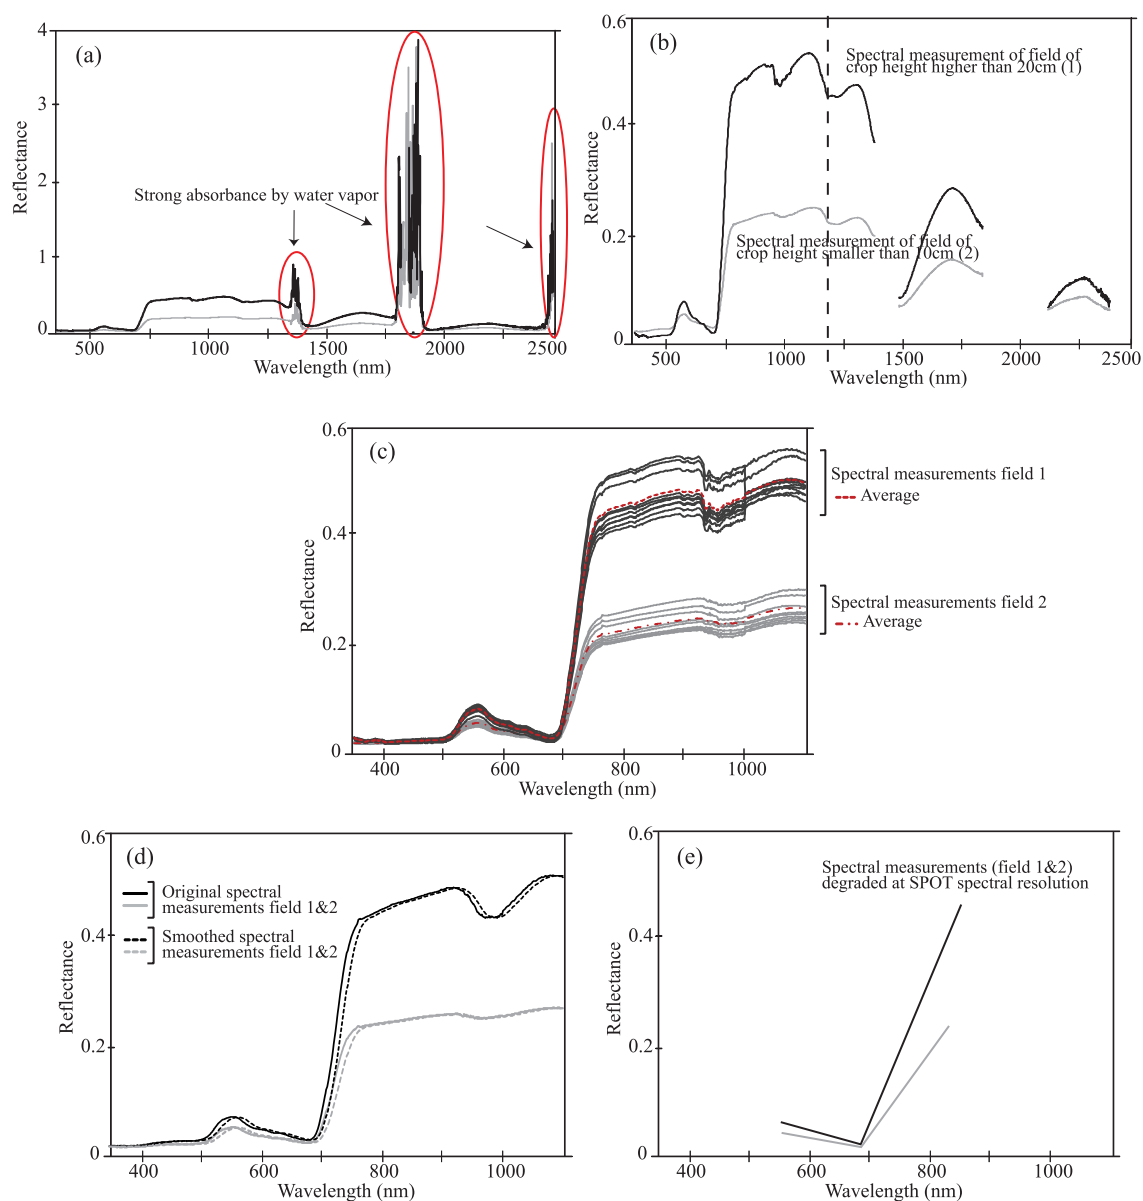 (a)
4
3
2
1
0
Reflectance
Strong absorbance by water vapor
500
1000
1500
2000
2500
Wavelength (nm)
(b)
0.6
0.4
0.2
0
Reflectance
Spectral measurement of field of
crop height higher than 20cm (1)
Spectral measurement of field of
crop height smaller than 10cm (2)
500
1000
1500
2000
2500
Wavelength (nm)
(c)
0.6
0.4
0.2
0
Reflectance
Spectral measurements field 1
Average
Spectral measurements field 2
Average
400
600
800
1000
Wavelength (nm)
(d)
0.6
0.4
0.2
0
Reflectance
Original spectral
measurements field 1&2
Smoothed spectral
measurements field 1&2
400
600
800
1000
Wavelength (nm)
(e)
0.6
0.4
0.2
0
Reflectance
Spectral measurements (field 1&2)
degraded at SPOT spectral resolution
400
600
800
1000
Wavelength (nm)